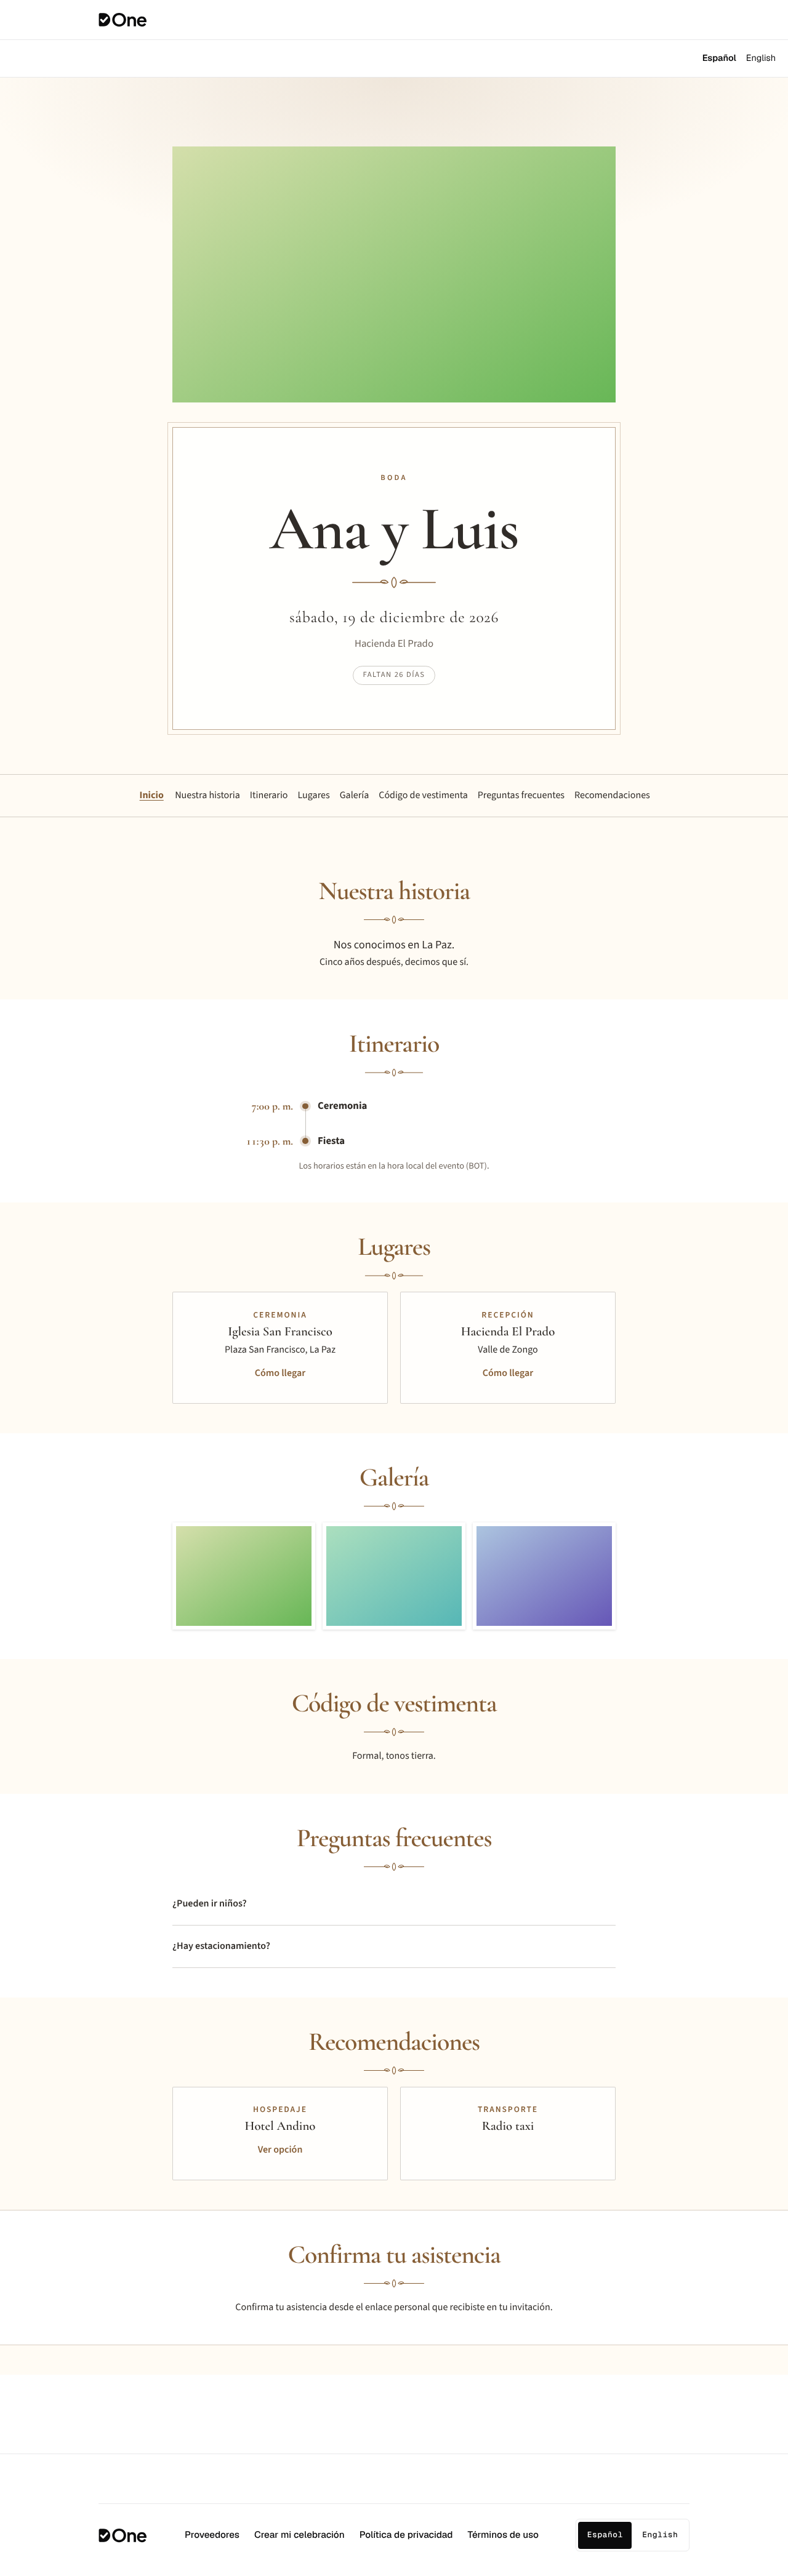 One
Español English
BODA
Ana y Luis
sábado, 19 de diciembre de 2026
Hacienda El Prado
FALTAN 26 DÍAS
Inicio Nuestra historia Itinerario Lugares Galería Código de vestimenta Preguntas frecuentes Recomendaciones
Nuestra historia
Nos conocimos en La Paz.
Cinco años después, decimos que sí.
Itinerario
7:00 p. m. Ceremonia
11:30 p. m. Fiesta
Los horarios están en la hora local del evento (BOT).
Lugares
CEREMONIA
Iglesia San Francisco
Plaza San Francisco, La Paz
Cómo llegar
RECEPCIÓN
Hacienda El Prado
Valle de Zongo
Cómo llegar
Galería
Código de vestimenta
Formal, tonos tierra.
Preguntas frecuentes
¿Pueden ir niños?
¿Hay estacionamiento?
Recomendaciones
HOSPEDAJE
Hotel Andino
Ver opción
TRANSPORTE
Radio taxi
Confirma tu asistencia
Confirma tu asistencia desde el enlace personal que recibiste en tu invitación.
One Proveedores Crear mi celebración Política de privacidad Términos de uso Español English